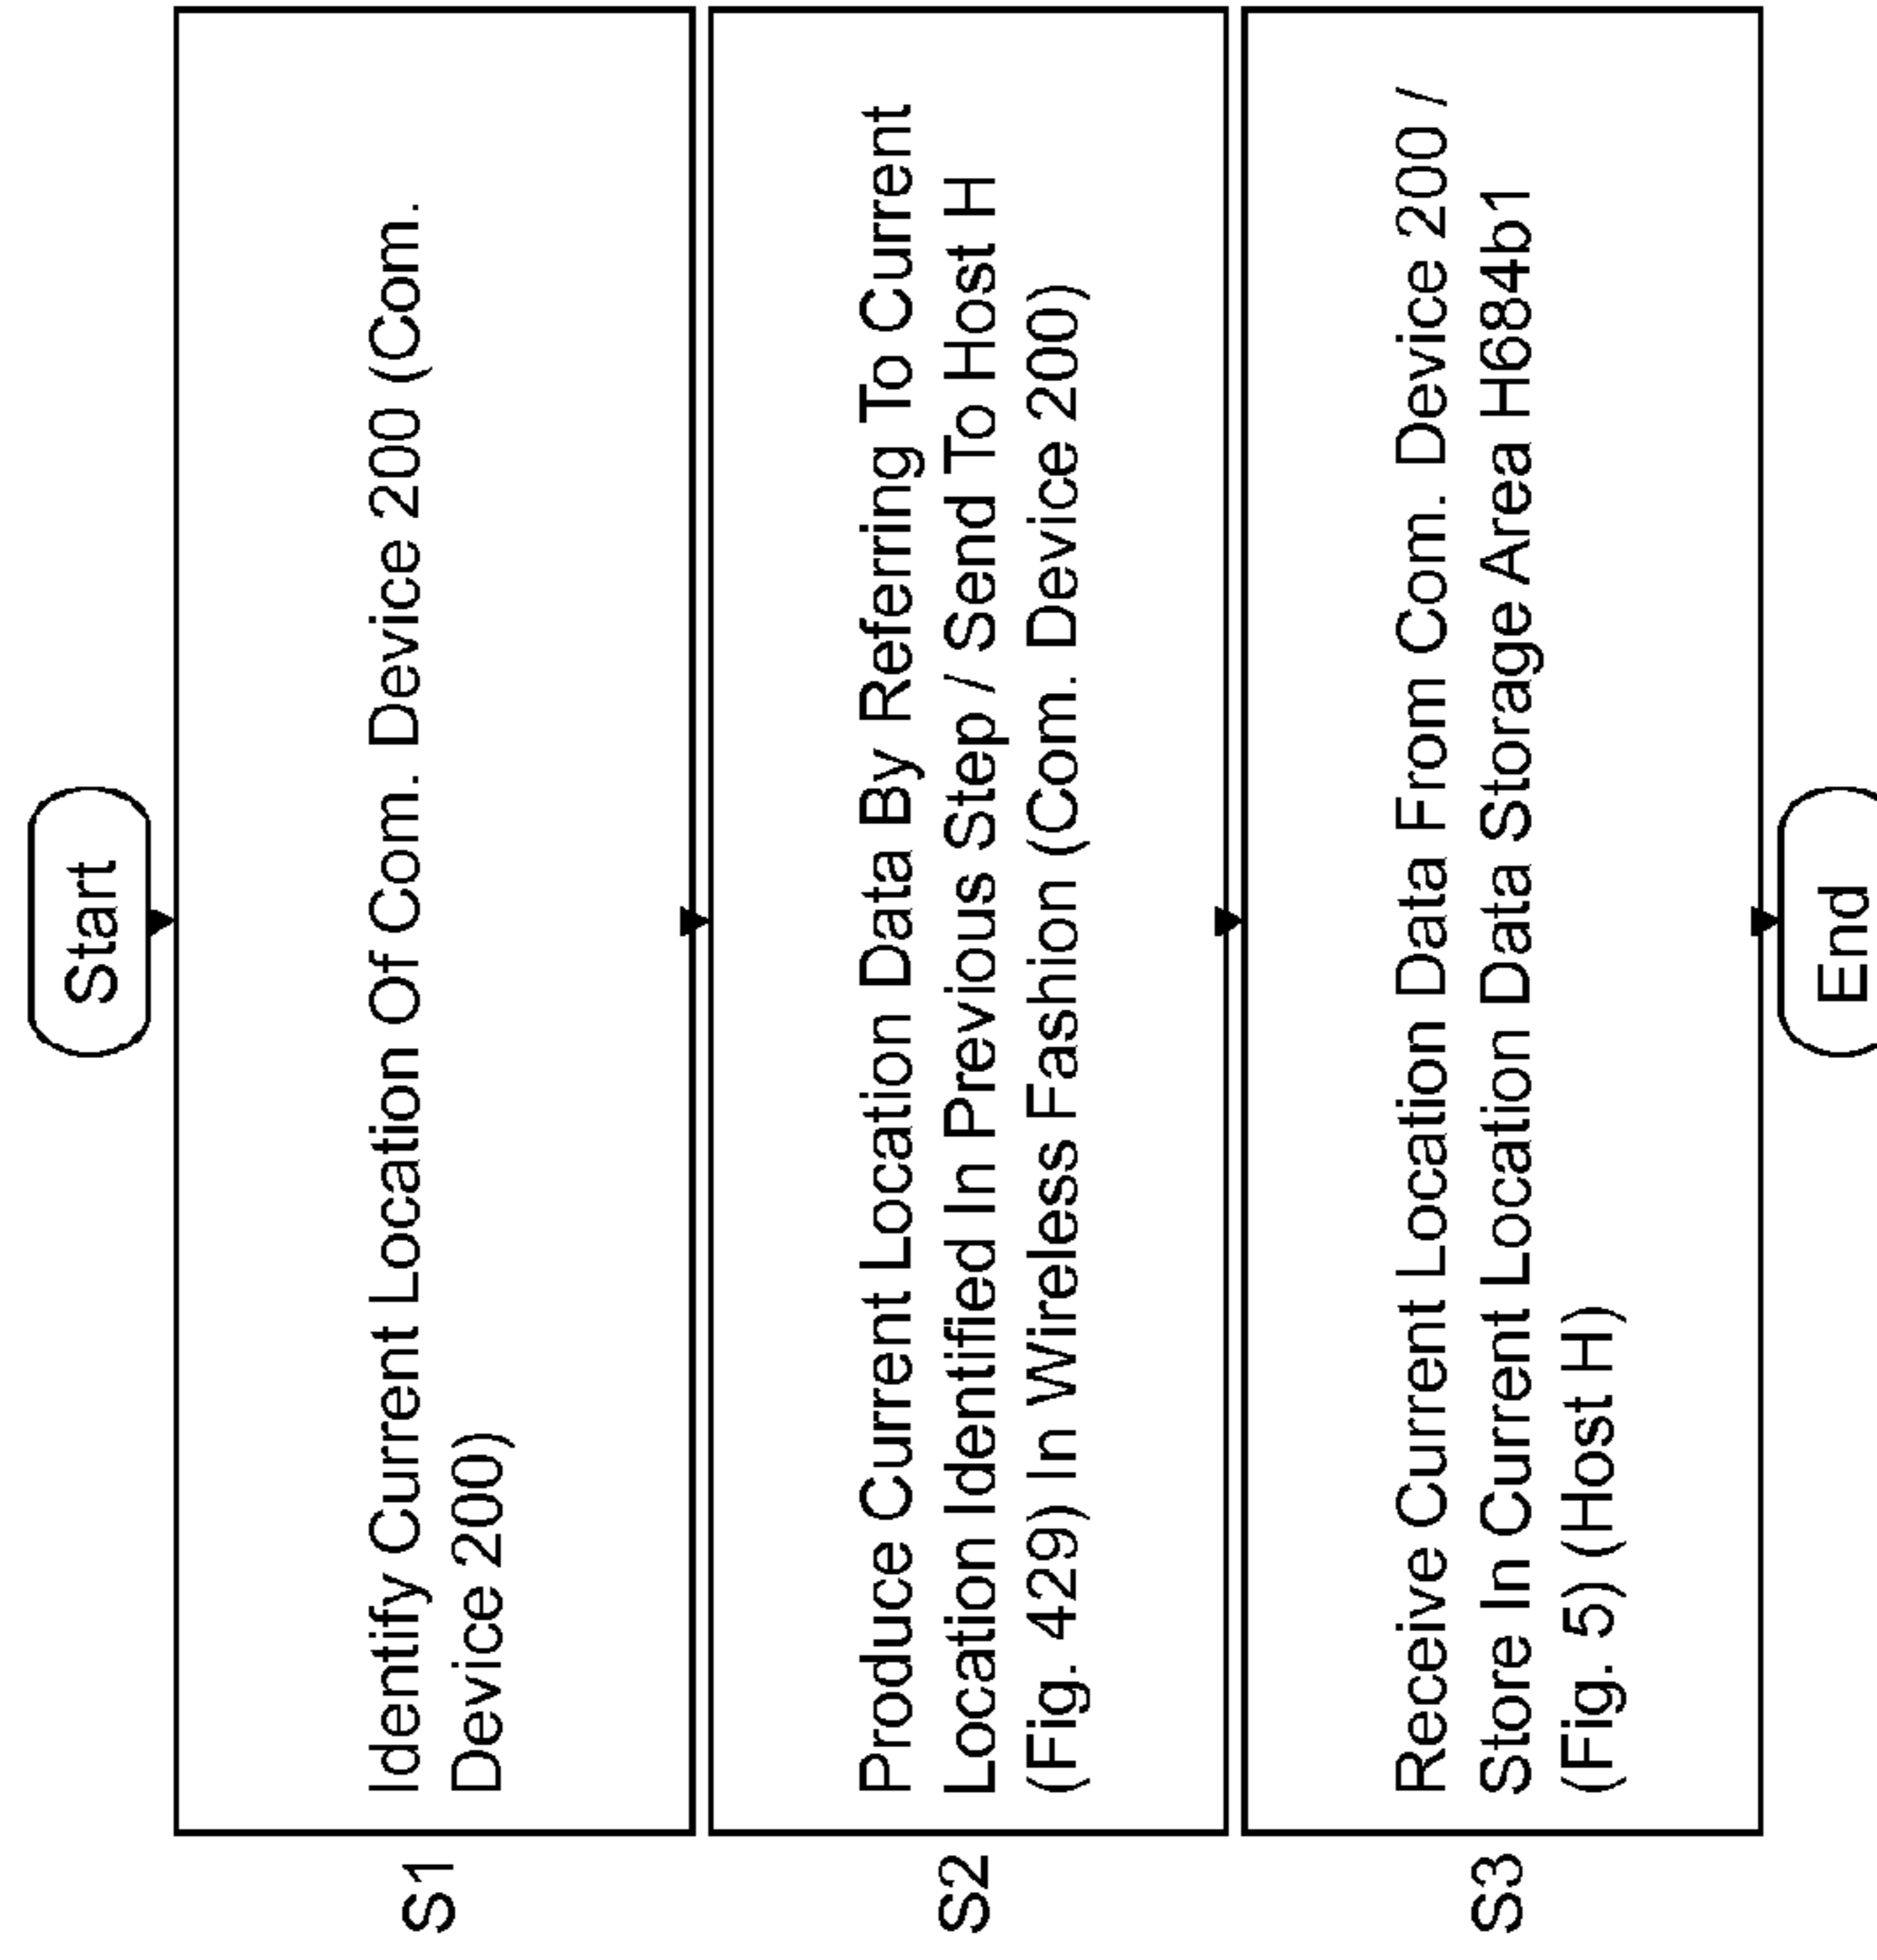 Start
S1
Identify Current Location Of Com. Device 200 (Com.
Device 200)
S2
Produce Current Location Data By Referring To Current
Location Identified In Previous Step / Send To Host H
(Fig. 429) In Wireless Fashion (Com. Device 200)
S3
Receive Current Location Data From Com. Device 200 /
Store In Current Location Data Storage Area H684b1
(Fig. 5) (Host H)
End